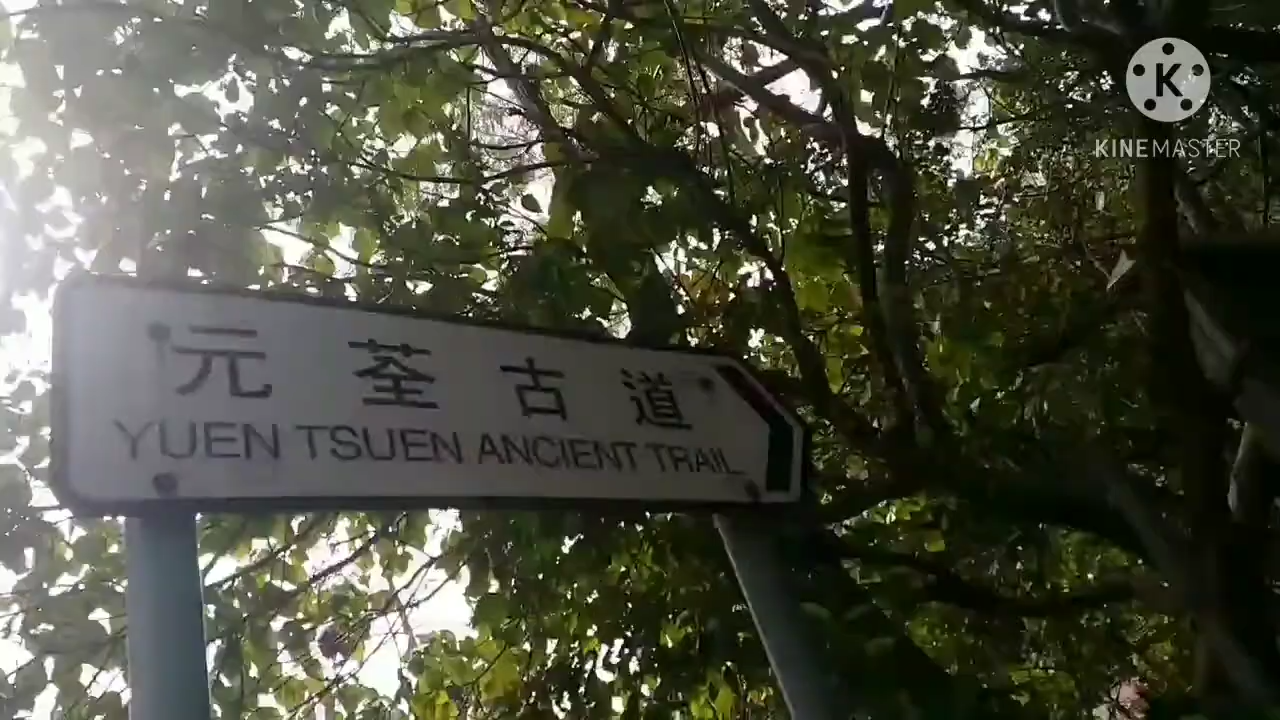 K
KINEMASTER
元荃古道
YUEN TSUEN ANCIENT TRAIL